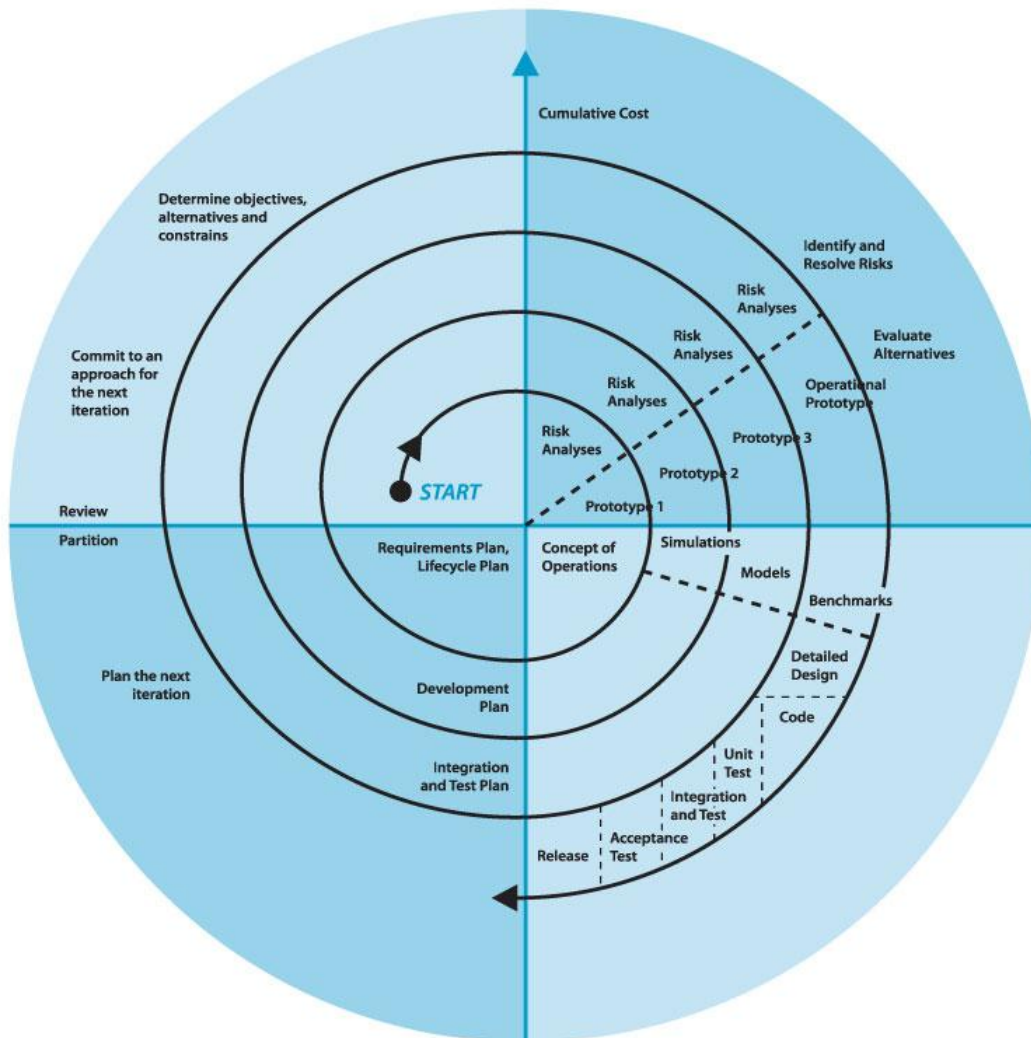 Cumulative Cost
Determine objectives,
alternatives and
constrains
Identify and
Resolve Risks
Risk
Analyses
Risk
Analyses
Risk
Analyses
Risk
Analyses
Evaluate
Alternatives
Commit to an
approach for
the next
iteration
Operational
Prototype
Prototype 3
Prototype 2
Prototype 1
START
Review
Partition
Requirements Plan,
Lifecycle Plan
Concept of
Operations
Simulations
Models
Benchmarks
Plan the next
iteration
Development
Plan
Detailed
Design
Code
Integration
and Test Plan
Unit
Test
Integration
and Test
Acceptance
Test
Release